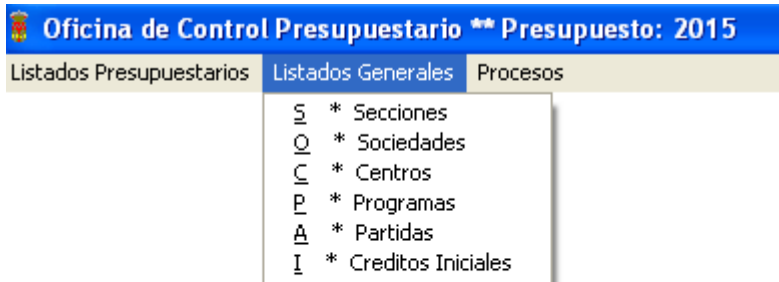 Oficina de Control Presupuestario ** Presupuesto: 2015
Listados Presupuestarios Listados Generales Procesos
S * Secciones
O * Sociedades
C * Centros
P * Programas
A * Partidas
I * Creditos Iniciales